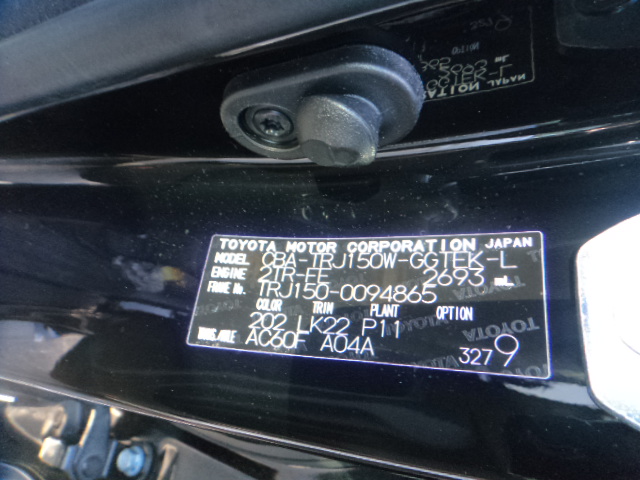 TOYOTA MOTOR CORPORATION JAPAN
MODEL CBA-TRJ150W-GGTEK-L
ENGINE 2TR-FE 2693 mL
FRAME No. TRJ150-0094865
COLOR TRIM PLANT OPTION
202 LK22 P11
TRANS./AXLE AC60F A04A
3279